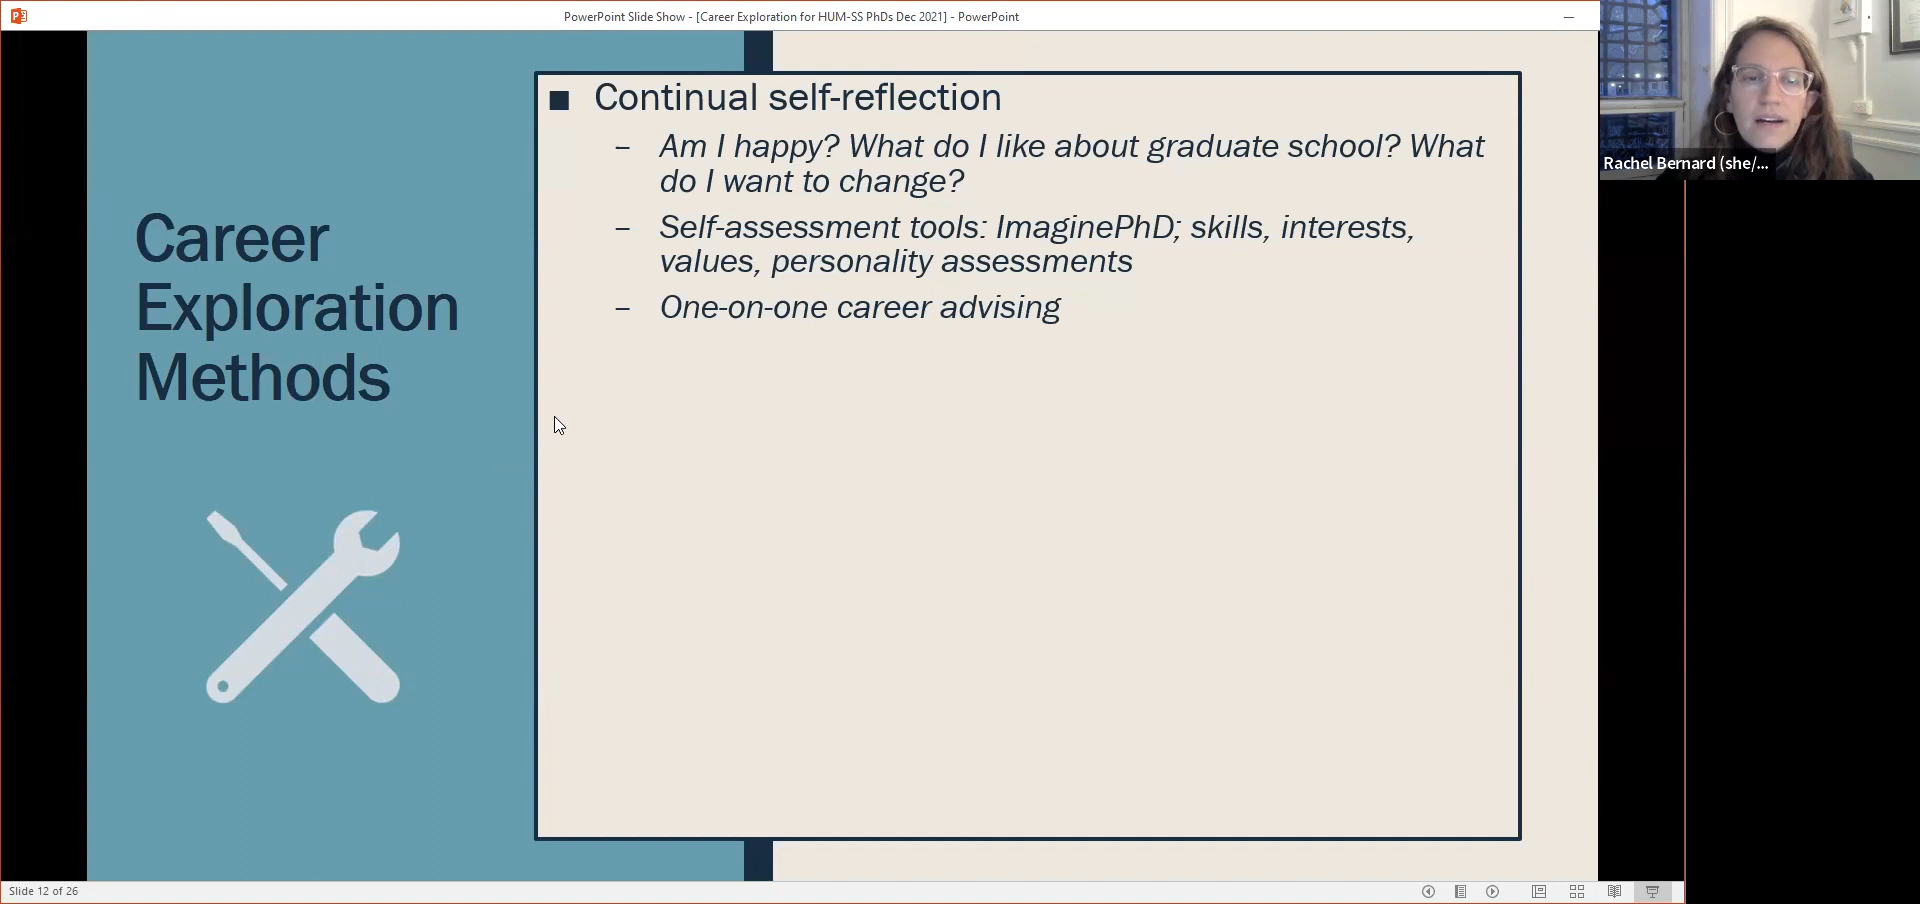 PowerPoint Slide Show - [Career Exploration for HUM-SS PhDs Dec 2021] - PowerPoint
Rachel Bernard (she/...
Career
Exploration
Methods
■ Continual self-reflection
– Am I happy? What do I like about graduate school? What
do I want to change?
– Self-assessment tools: ImaginePhD; skills, interests,
values, personality assessments
– One-on-one career advising
Slide 12 of 26